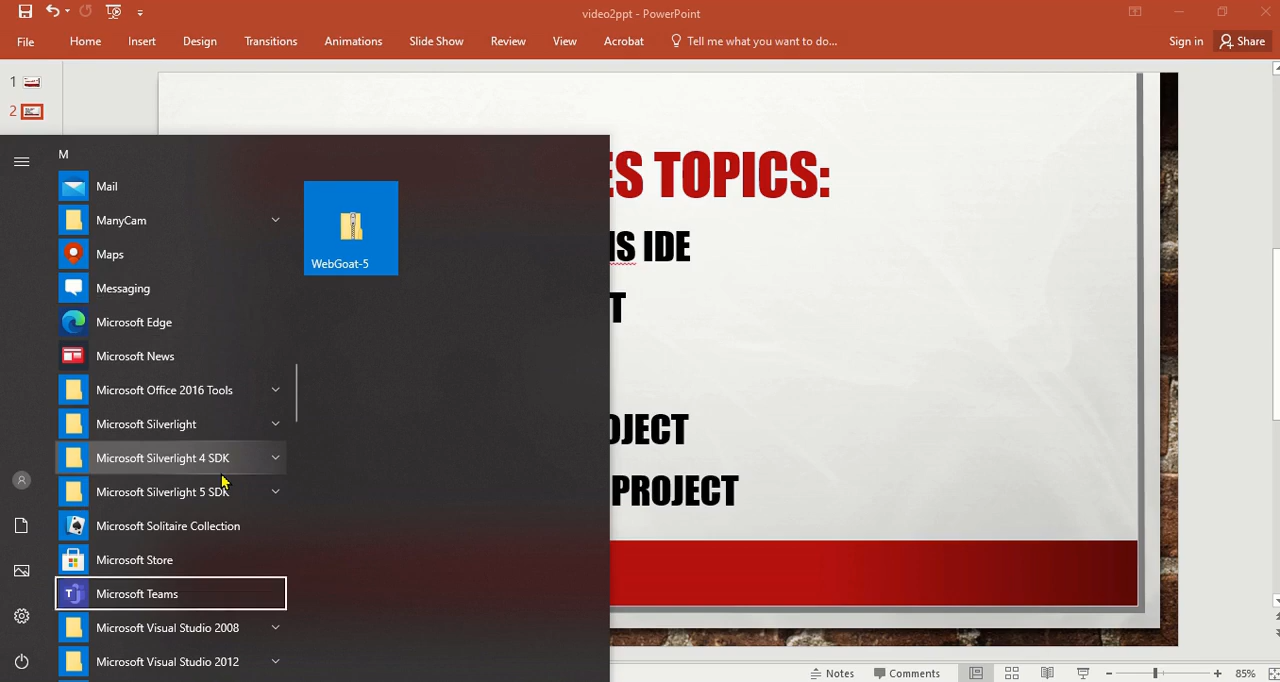 video2ppt - PowerPoint
File Home Insert Design Transitions Animations Slide Show Review View Acrobat Tell me what you want to do... Sign in Share
1
2
M
Mail
ManyCam
Maps
Messaging
Microsoft Edge
Microsoft News
Microsoft Office 2016 Tools
Microsoft Silverlight
Microsoft Silverlight 4 SDK
Microsoft Silverlight 5 SDK
Microsoft Solitaire Collection
Microsoft Store
Microsoft Teams
Microsoft Visual Studio 2008
Microsoft Visual Studio 2012
WebGoat-5
ES TOPICS:
IS IDE
T
OJECT
PROJECT
Notes Comments 85%